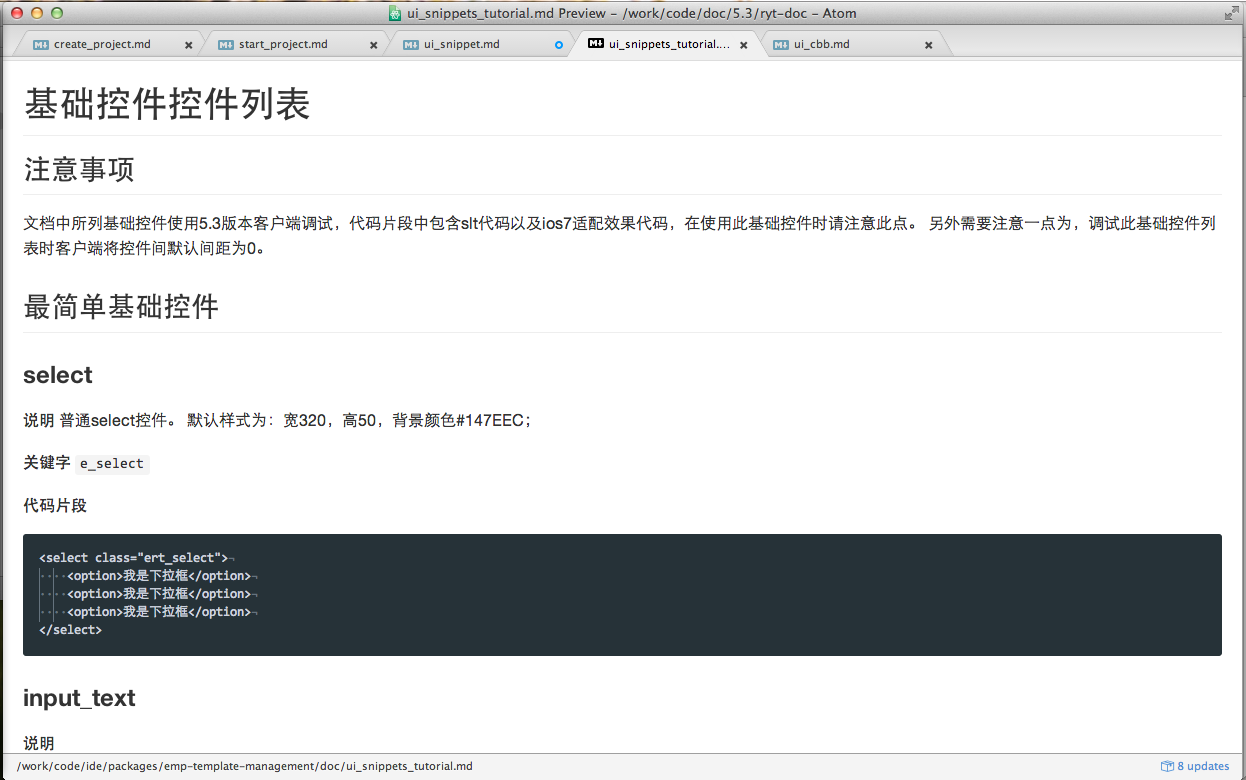 ui_snippets_tutorial.md Preview - /work/code/doc/5.3/ryt-doc - Atom
create_project.md
start_project.md
ui_snippet.md
ui_snippets_tutorial....
ui_cbb.md
基础控件控件列表
注意事项
文档中所列基础控件使用5.3版本客户端调试，代码片段中包含slt代码以及ios7适配效果代码，在使用此基础控件时请注意此点。 另外需要注意一点为，调试此基础控件列
表时客户端将控件间默认间距为0。
最简单基础控件
select
说明 普通select控件。 默认样式为：宽320，高50，背景颜色#147EEC；
关键字 e_select
代码片段
<select class="ert_select">¬
····<option>我是下拉框</option>¬
····<option>我是下拉框</option>¬
····<option>我是下拉框</option>¬
</select>
input_text
说明
/work/code/ide/packages/emp-template-management/doc/ui_snippets_tutorial.md
8 updates